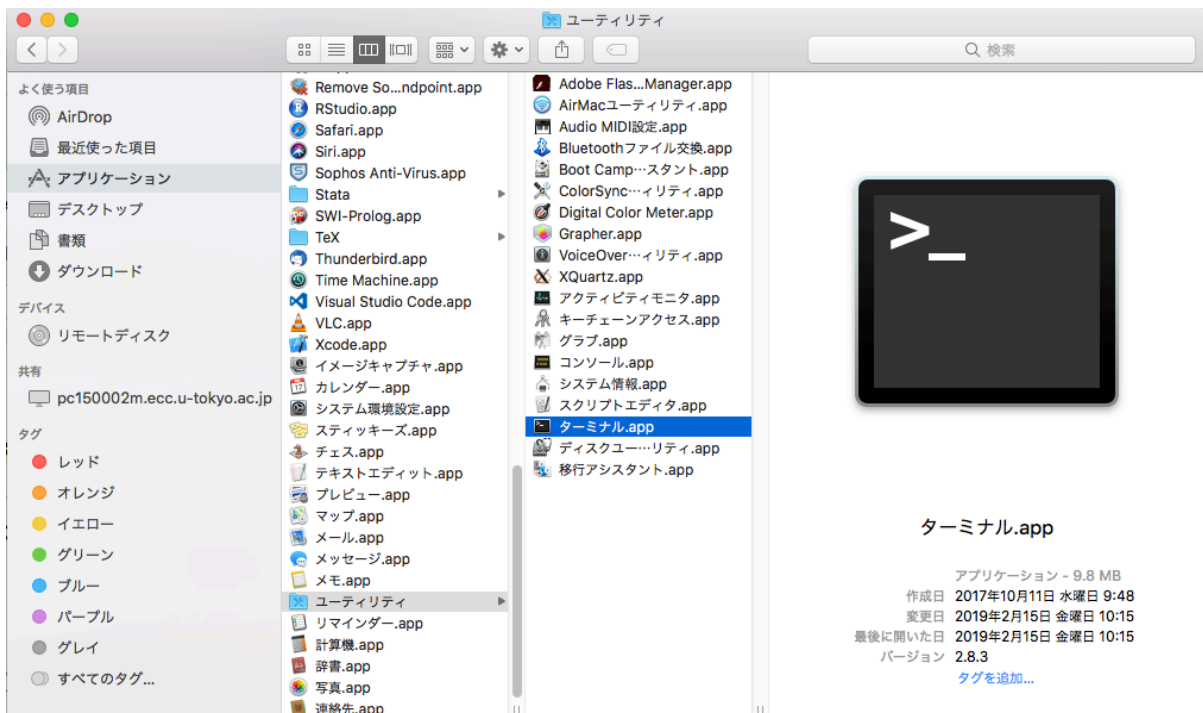 ユーティリティ
検索
よく使う項目
AirDrop
最近使った項目
アプリケーション
デスクトップ
書類
ダウンロード
デバイス
リモートディスク
共有
pc150002m.ecc.u-tokyo.ac.jp
タグ
レッド
オレンジ
イエロー
グリーン
ブルー
パープル
グレイ
すべてのタグ...
Remove So...ndpoint.app
RStudio.app
Safari.app
Siri.app
Sophos Anti-Virus.app
Stata
SWI-Prolog.app
TeX
Thunderbird.app
Time Machine.app
Visual Studio Code.app
VLC.app
Xcode.app
イメージキャプチャ.app
カレンダー.app
システム環境設定.app
スティッキーズ.app
チェス.app
テキストエディット.app
プレビュー.app
マップ.app
メール.app
メッセージ.app
メモ.app
ユーティリティ
リマインダー.app
計算機.app
辞書.app
写真.app
連絡先.app
Adobe Flas...Manager.app
AirMacユーティリティ.app
Audio MIDI設定.app
Bluetoothファイル交換.app
Boot Camp…スタント.app
ColorSync…ィリティ.app
Digital Color Meter.app
Grapher.app
VoiceOver…ィリティ.app
XQuartz.app
アクティビティモニタ.app
キーチェーンアクセス.app
グラブ.app
コンソール.app
システム情報.app
スクリプトエディタ.app
ターミナル.app
ディスクユー…リティ.app
移行アシスタント.app
>_
ターミナル.app
アプリケーション - 9.8 MB
作成日 2017年10月11日 水曜日 9:48
変更日 2019年2月15日 金曜日 10:15
最後に開いた日 2019年2月15日 金曜日 10:15
バージョン 2.8.3
タグを追加...